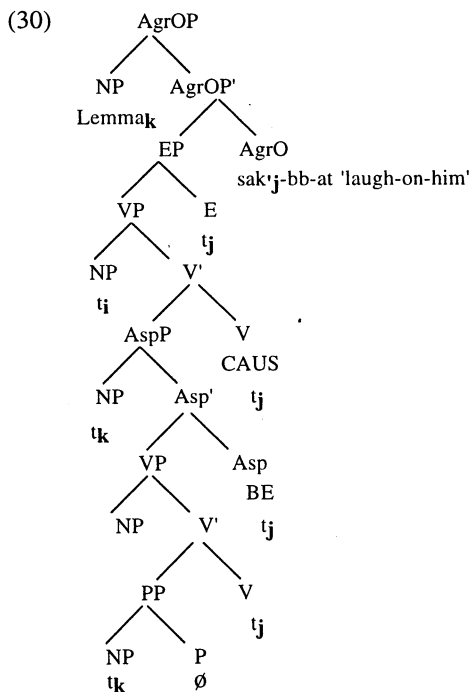 (30) AgrOP
NP AgrOP'
Lemmak
EP AgrO
sak'j-bb-at 'laugh-on-him'
VP E
tj
NP V'
ti
AspP V
CAUS
NP Asp' tj
tk
VP Asp
BE
NP V' tj
PP V
tj
NP P
tk ø